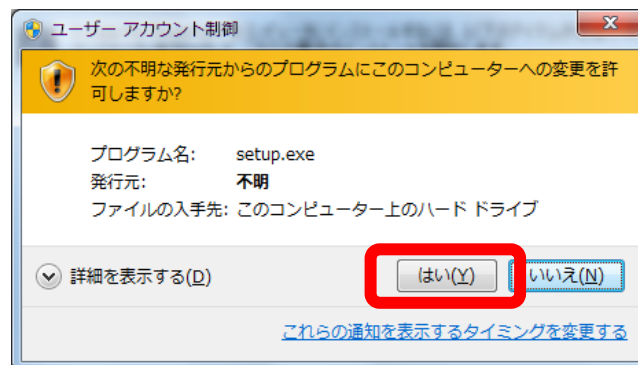 ユーザー アカウント制御
次の不明な発行元からのプログラムにこのコンピューターへの変更を許
可しますか?
プログラム名: setup.exe
発行元: 不明
ファイルの入手先: このコンピューター上のハード ドライブ
詳細を表示する(D) はい(Y) いいえ(N)
これらの通知を表示するタイミングを変更する